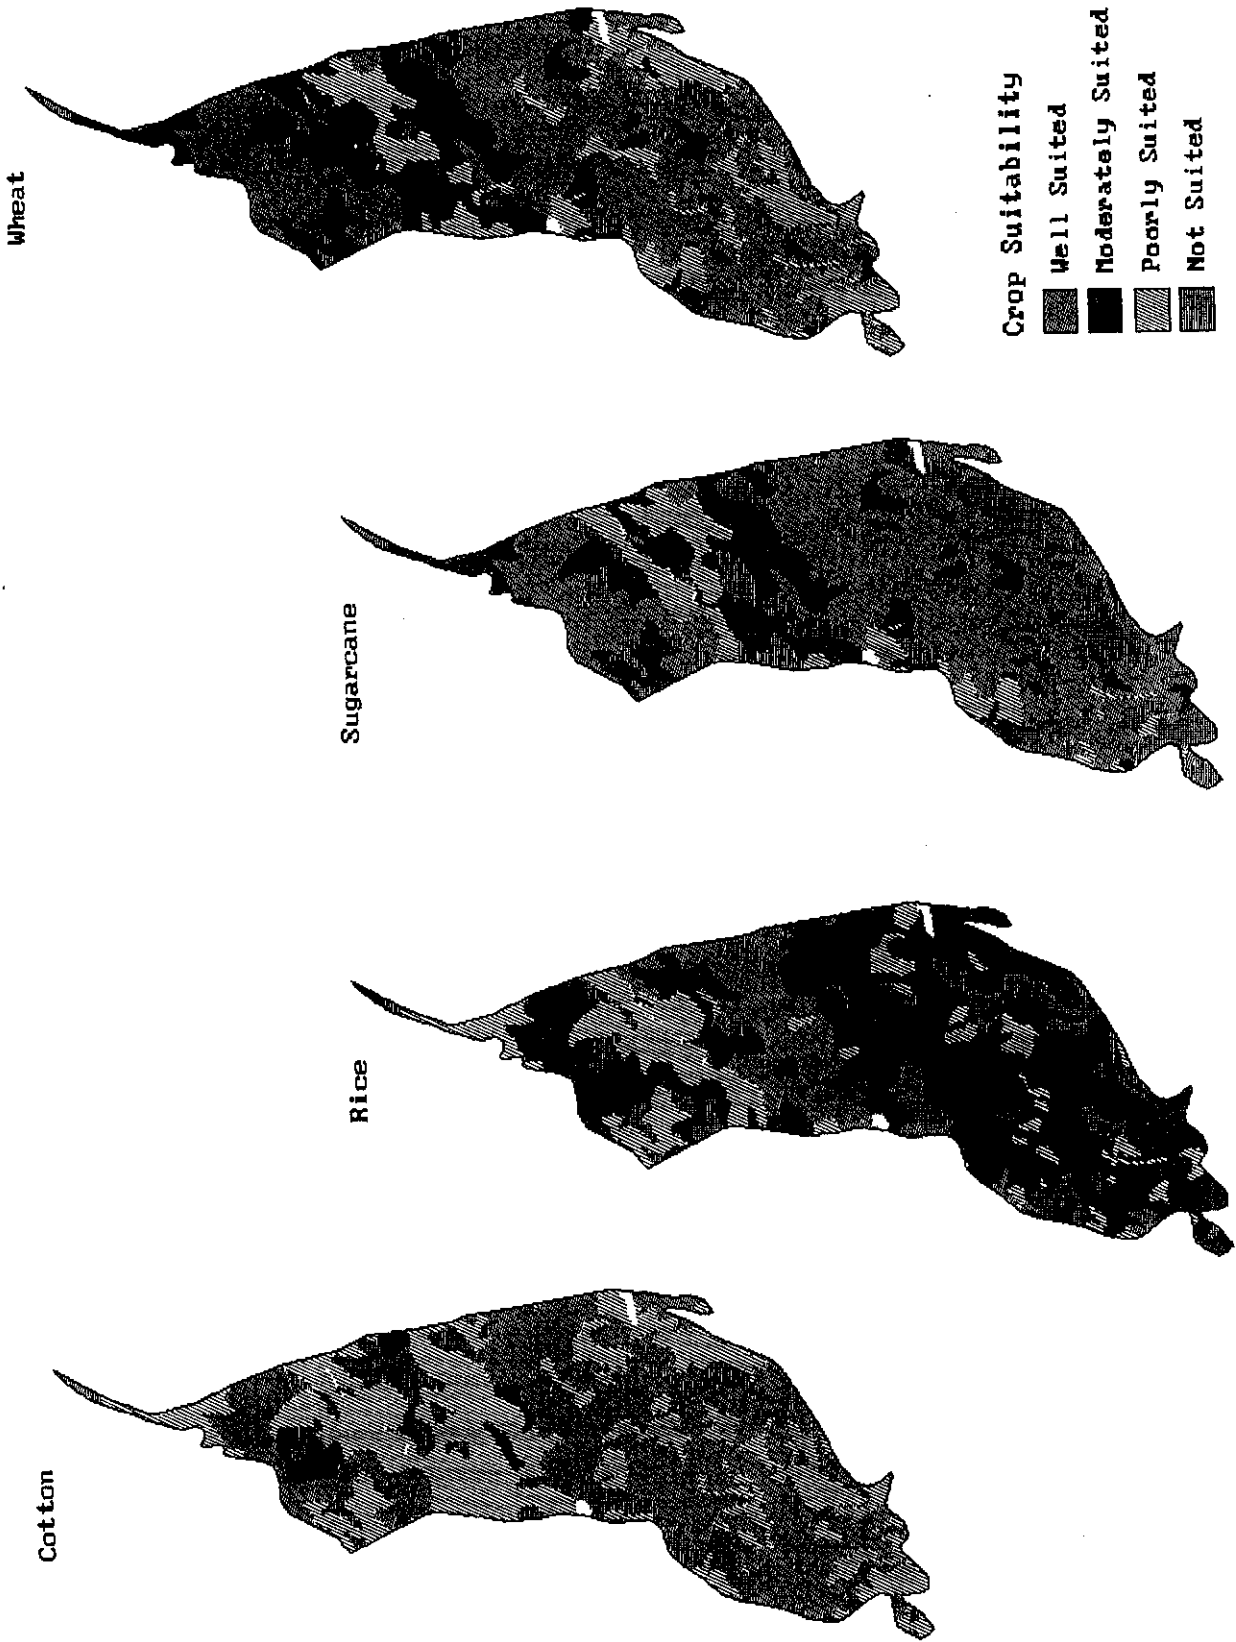 Cotton
Rice
Sugarcane
Wheat
Crop Suitability
Well Suited
Moderately Suited
Poorly Suited
Not Suited